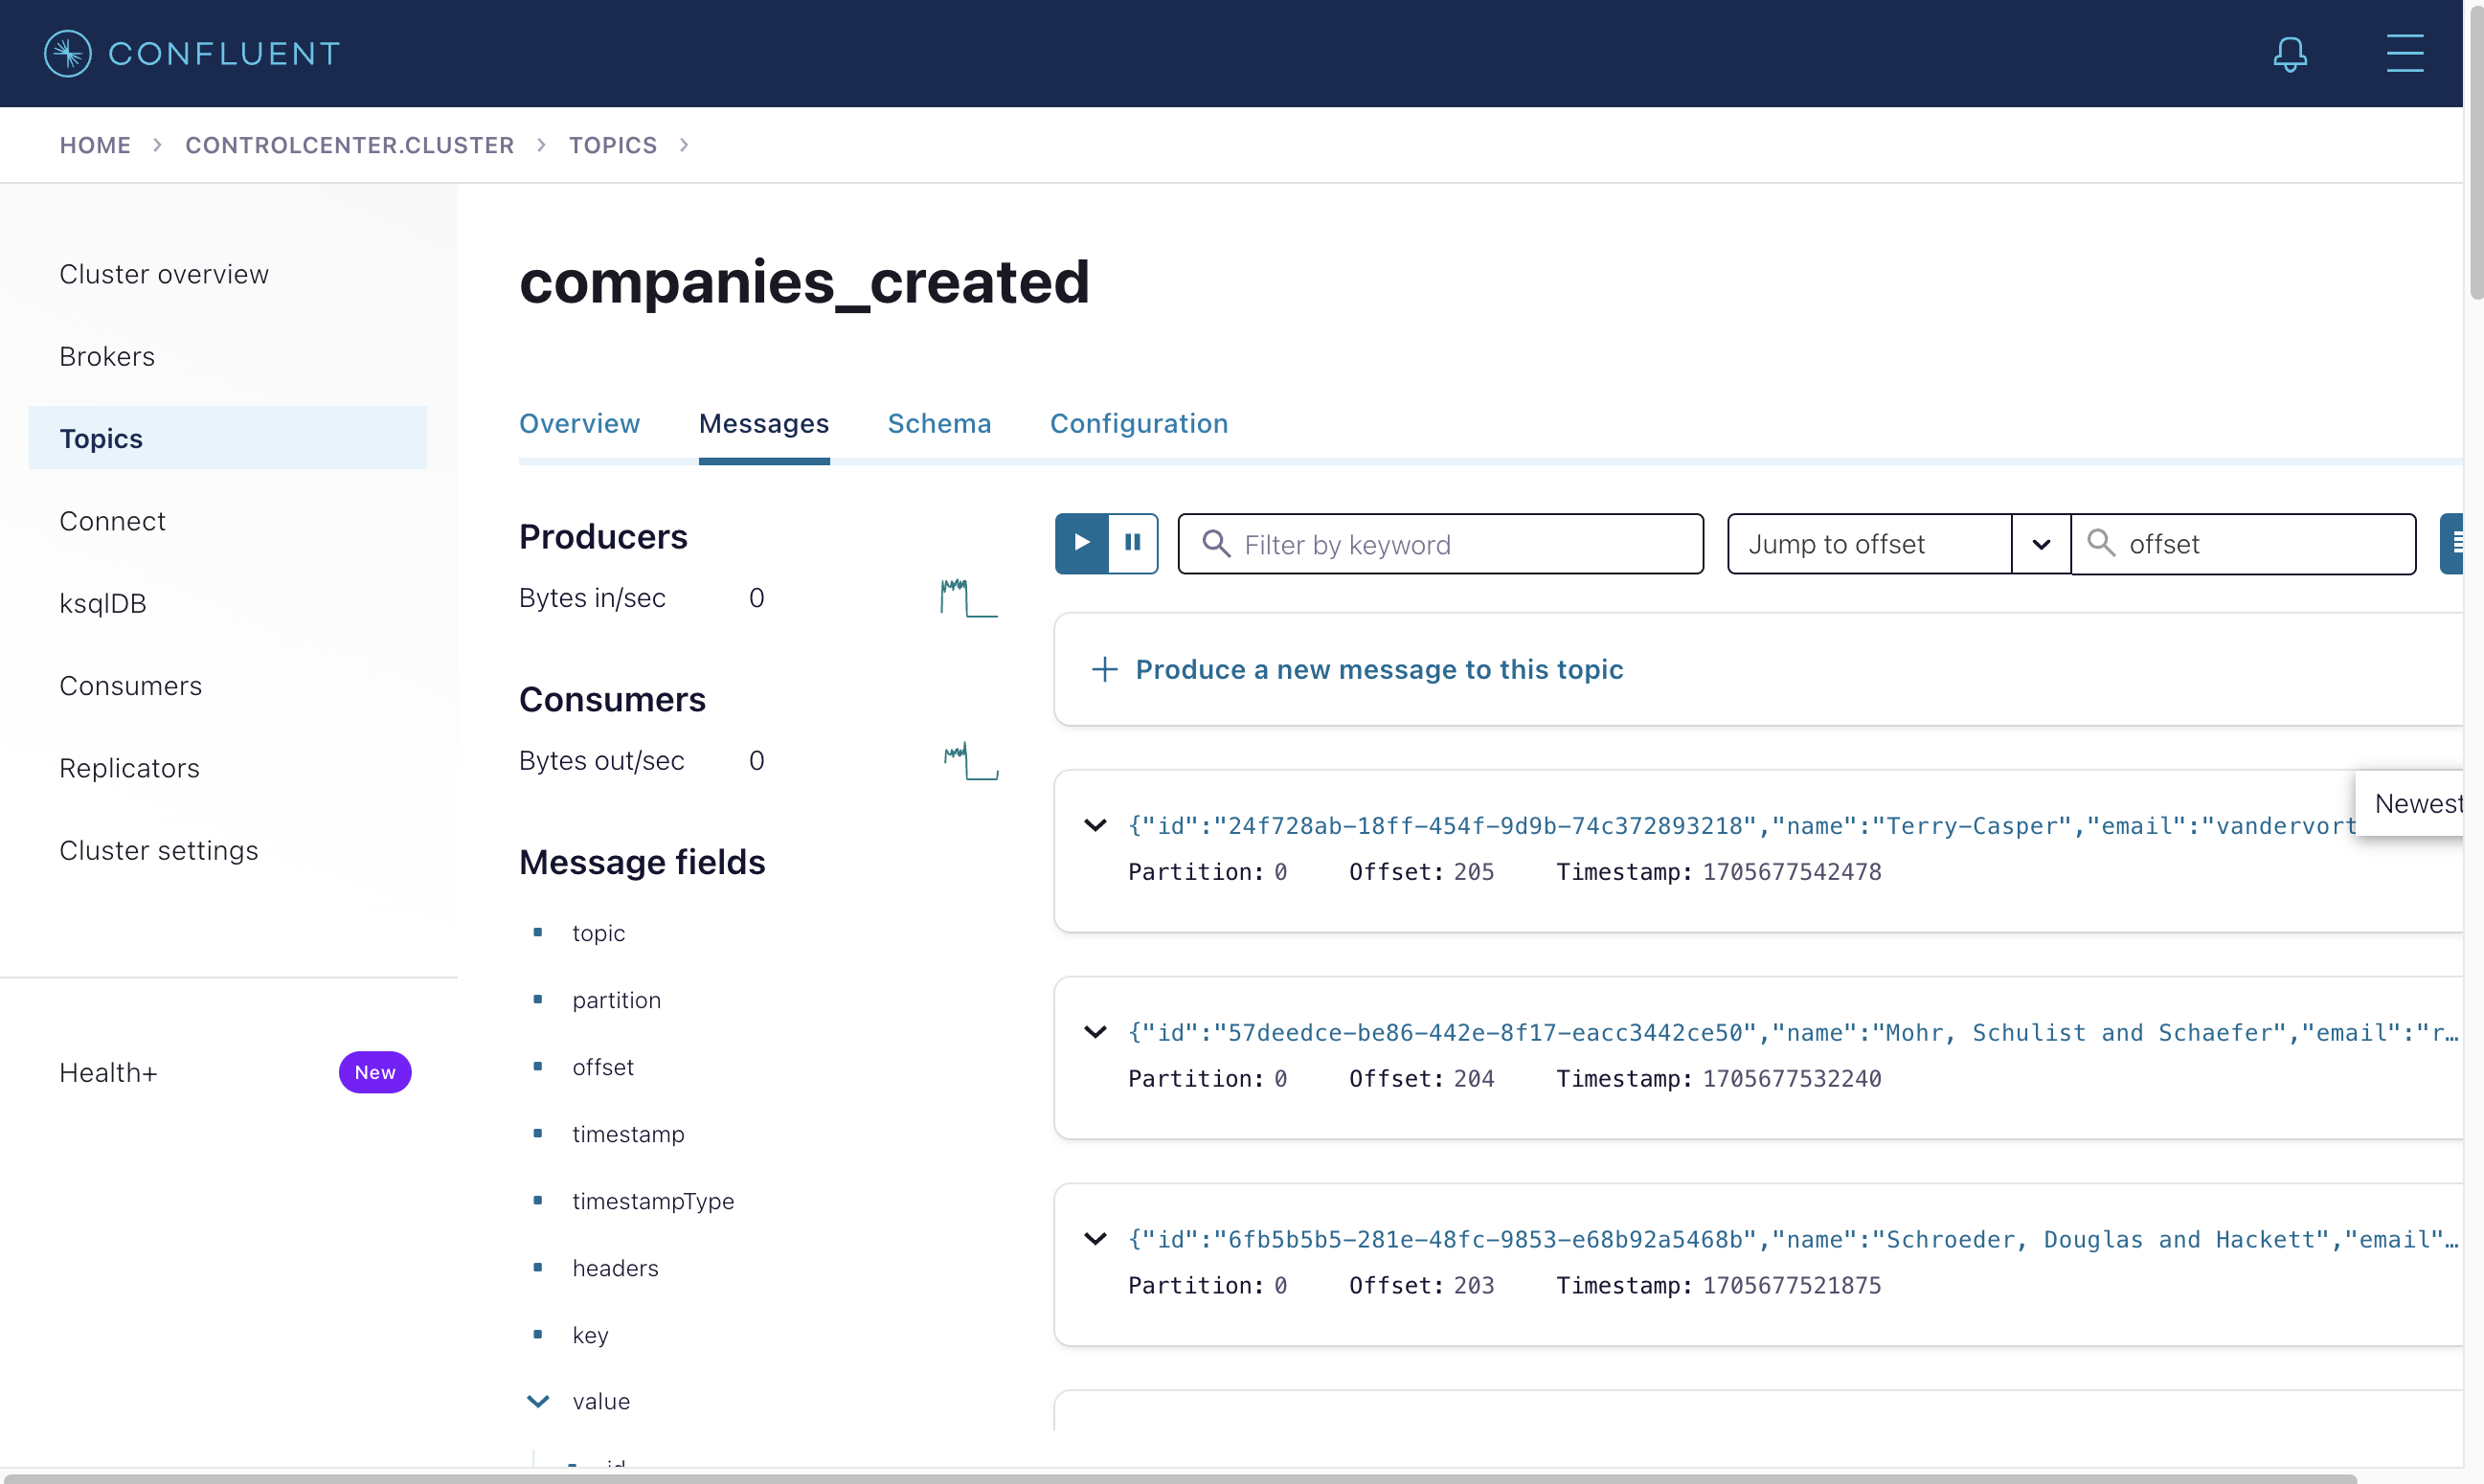 CONFLUENT
HOME > CONTROLCENTER.CLUSTER > TOPICS >
Cluster overview
Brokers
Topics
Connect
ksqlDB
Consumers
Replicators
Cluster settings
Health+ New
companies_created
Overview Messages Schema Configuration
Producers
Bytes in/sec 0
Consumers
Bytes out/sec 0
Message fields
topic
partition
offset
timestamp
timestampType
headers
key
value
id
Filter by keyword
Jump to offset
offset
+ Produce a new message to this topic
Newest
{"id":"24f728ab-18ff-454f-9d9b-74c372893218","name":"Terry-Casper","email":"vandervort
Partition: 0 Offset: 205 Timestamp: 1705677542478
{"id":"57deedce-be86-442e-8f17-eacc3442ce50","name":"Mohr, Schulist and Schaefer","email":"r…
Partition: 0 Offset: 204 Timestamp: 1705677532240
{"id":"6fb5b5b5-281e-48fc-9853-e68b92a5468b","name":"Schroeder, Douglas and Hackett","email"…
Partition: 0 Offset: 203 Timestamp: 1705677521875